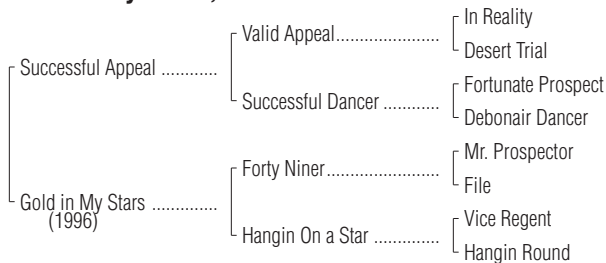 In Reality
Valid Appeal....................
Desert Trial
Successful Appeal ............
Fortunate Prospect
Successful Dancer ............
Debonair Dancer
Mr. Prospector
Forty Niner.......................
File
Gold in My Stars ..............
(1996)
Vice Regent
Hangin On a Star ..............
Hangin Round